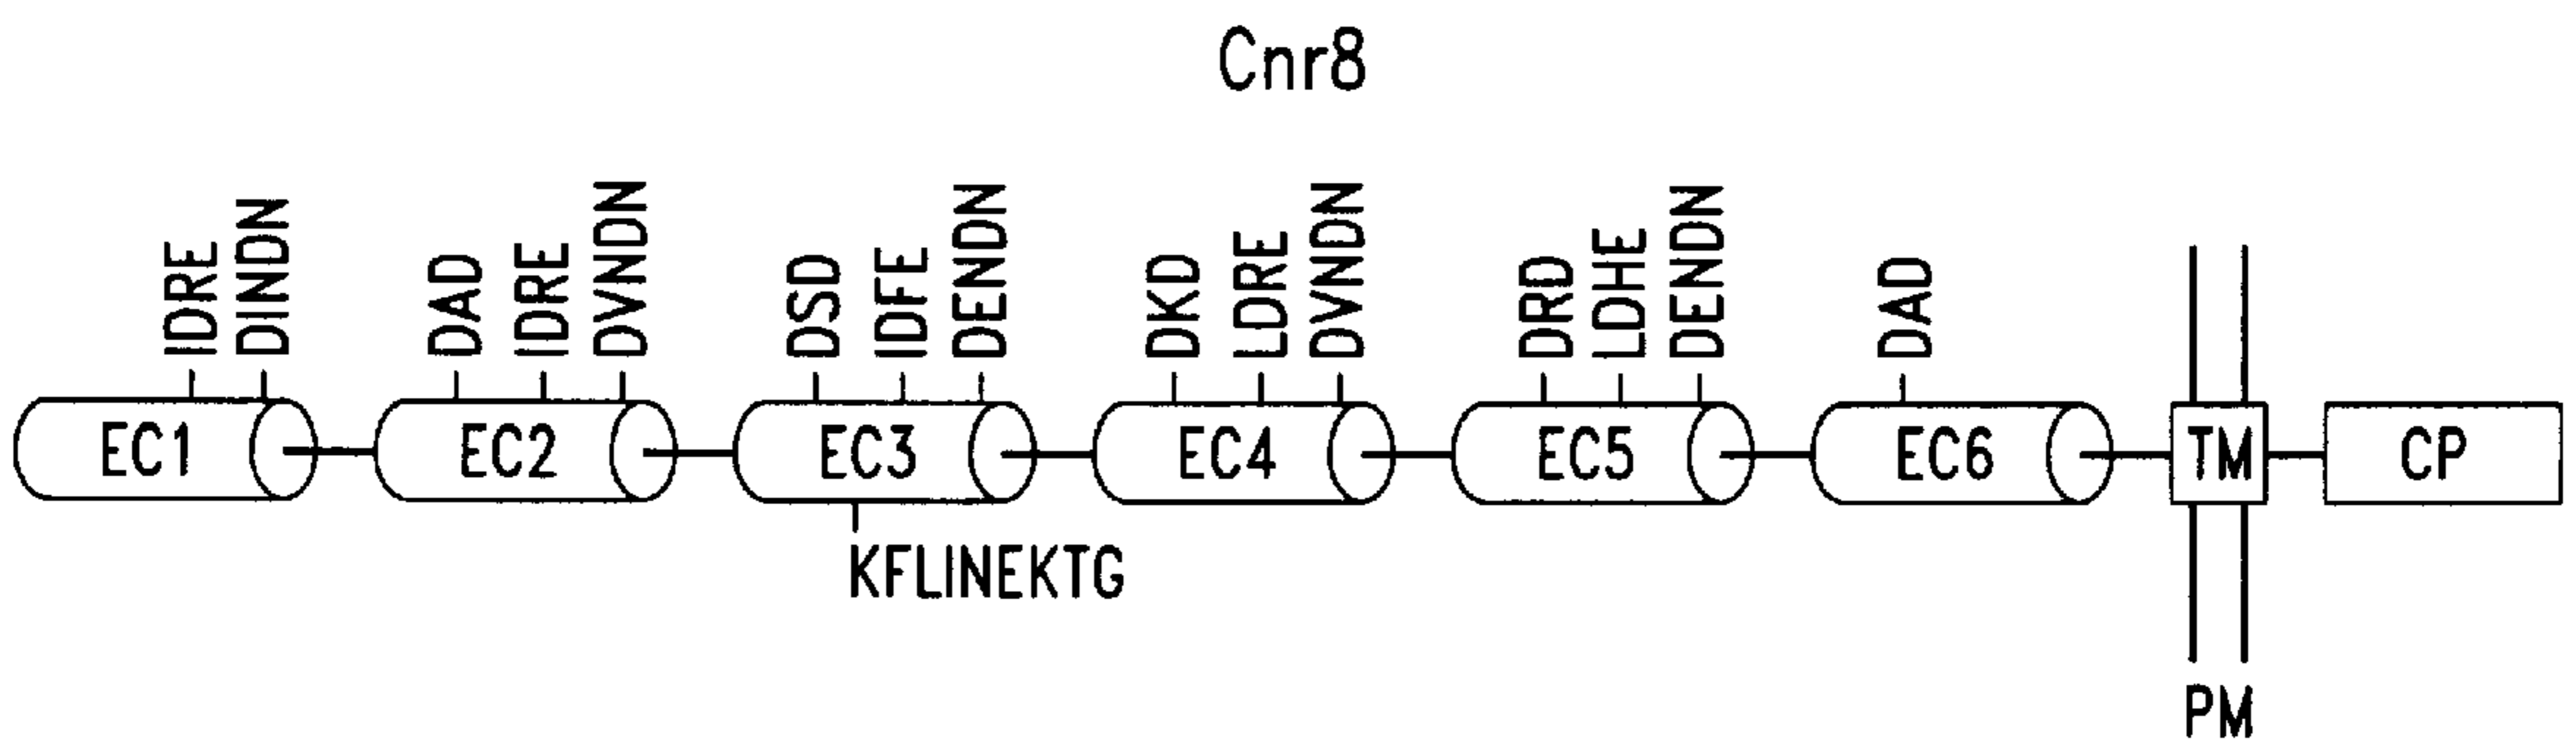 Cnr8
IDRE
DINDN
DAD
IDRE
DVNDN
DSD
IDFE
DENDN
DKD
LDRE
DVNDN
DRD
LDHE
DENDN
DAD
EC1
EC2
EC3
EC4
EC5
EC6
TM
CP
KFLINEKTG
PM